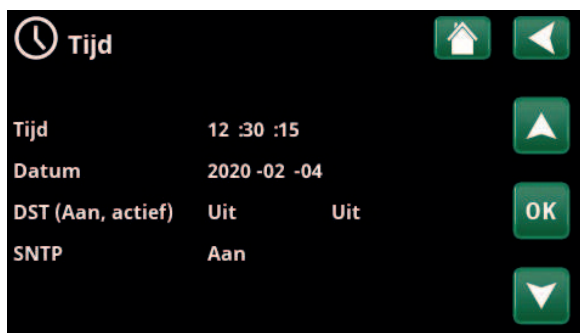 Tijd
Tijd 12 :30 :15
Datum 2020 -02 -04
DST (Aan, actief) Uit Uit
OK
SNTP Aan